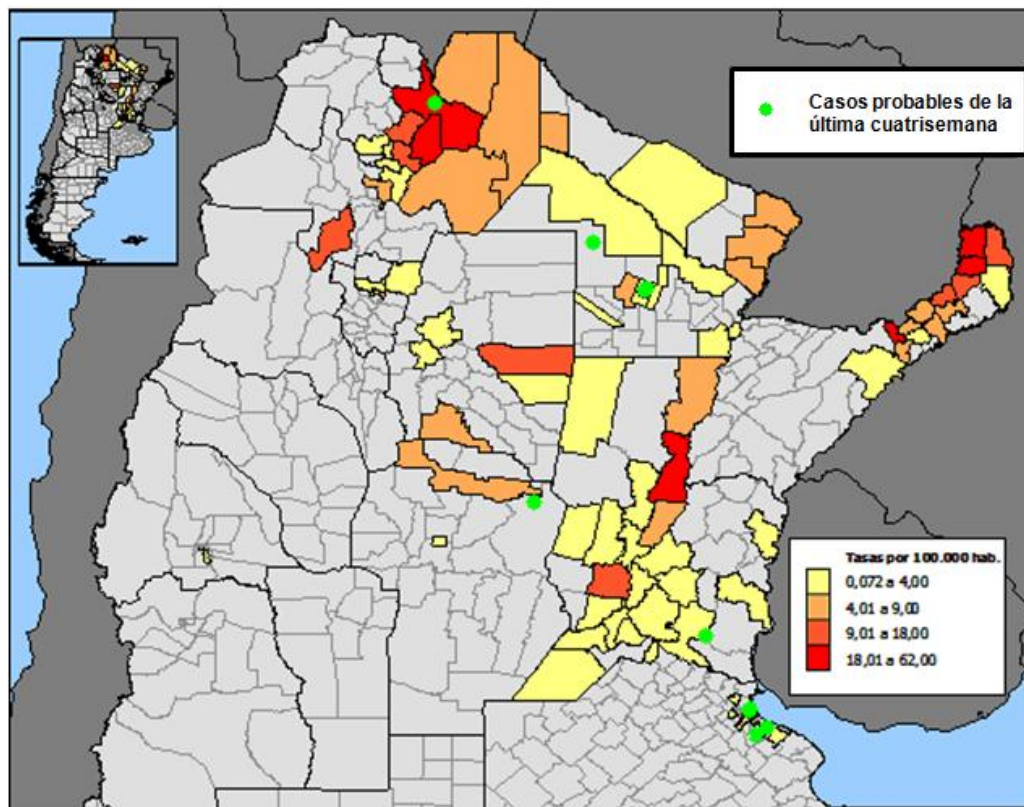 Casos probables de la
última cuatrisemana
Tasas por 100.000 hab.
0,072 a 4,00
4,01 a 9,00
9,01 a 18,00
18,01 a 62,00